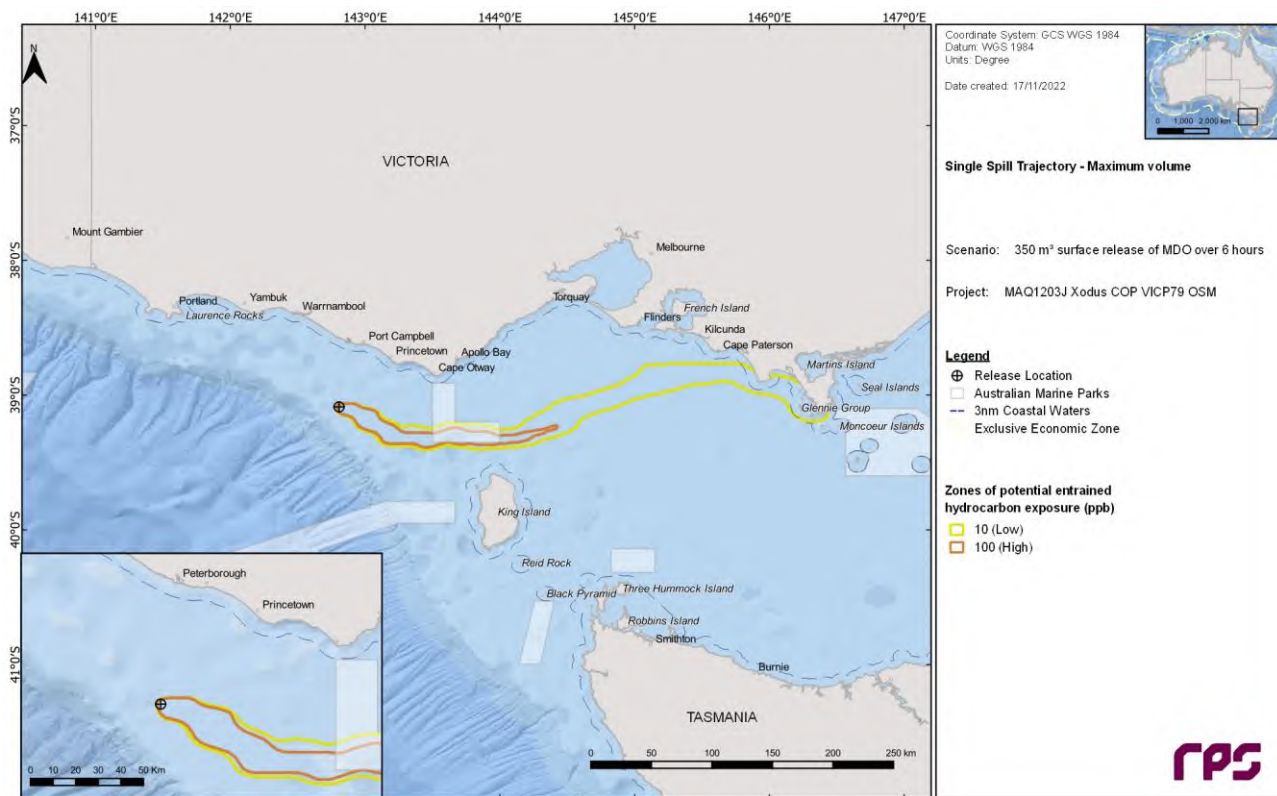 141°0'E 142°0'E 143°0'E 144°0'E 145°0'E 146°0'E 147°0'E
N
37°0'S
38°0'S
39°0'S
40°0'S
41°0'S
VICTORIA
Mount Gambier
Melbourne
Portland
Yambuk
Laurence Rocks
Warrnambool
Torquay
French Island
Flinders
Port Campbell
Kilcunda
Princetown
Apollo Bay
Cape Paterson
Cape Otway
Martins Island
Seal Islands
Glennie Group
Moncoeur Islands
King Island
Reid Rock
Black Pyramid
Three Hummock Island
Robbins Island
Smithton
Burnie
TASMANIA
0 50 100 150 200 250 km
Peterborough
Princetown
0 10 20 30 40 50 Km
Coordinate System: GCS WGS 1984
Datum: WGS 1984
Units: Degree
Date created: 17/11/2022
0 1,000 2,000 km
Single Spill Trajectory - Maximum volume
Scenario: 350 m³ surface release of MDO over 6 hours
Project: MAQ1203J Xodus COP VICP79 OSM
Legend
Release Location
Australian Marine Parks
3nm Coastal Waters
Exclusive Economic Zone
Zones of potential entrained
hydrocarbon exposure (ppb)
10 (Low)
100 (High)
rps